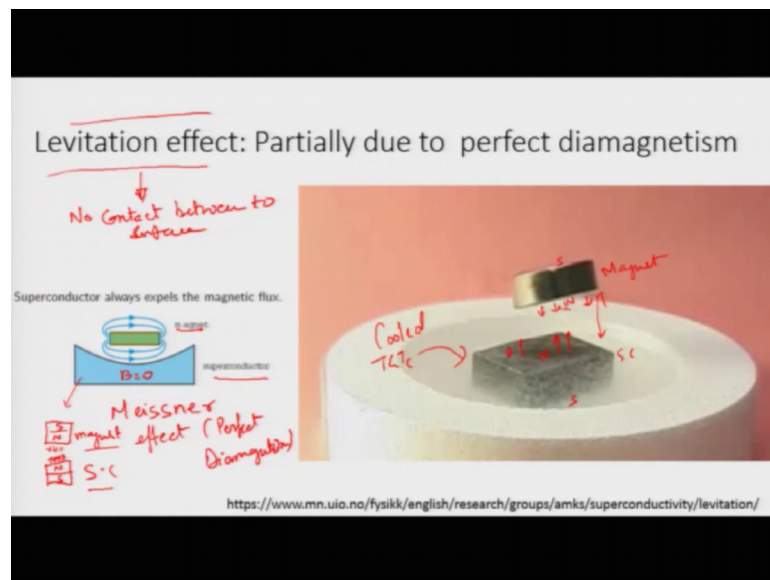 Levitation effect: Partially due to perfect diamagnetism
No Contact between to
Surface
Superconductor always expels the magnetic flux.
magnet
superconductor
B=0
Meissner
effect (Perfect
Diamagnetism)
S
N
magnet
N
S
S.C
Cooled
T<Tc
S
Magnet
N
N
S.C
S
https://www.mn.uio.no/fysikk/english/research/groups/amks/superconductivity/levitation/